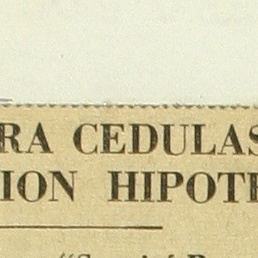 RA CEDULAS
ION HIPOTE